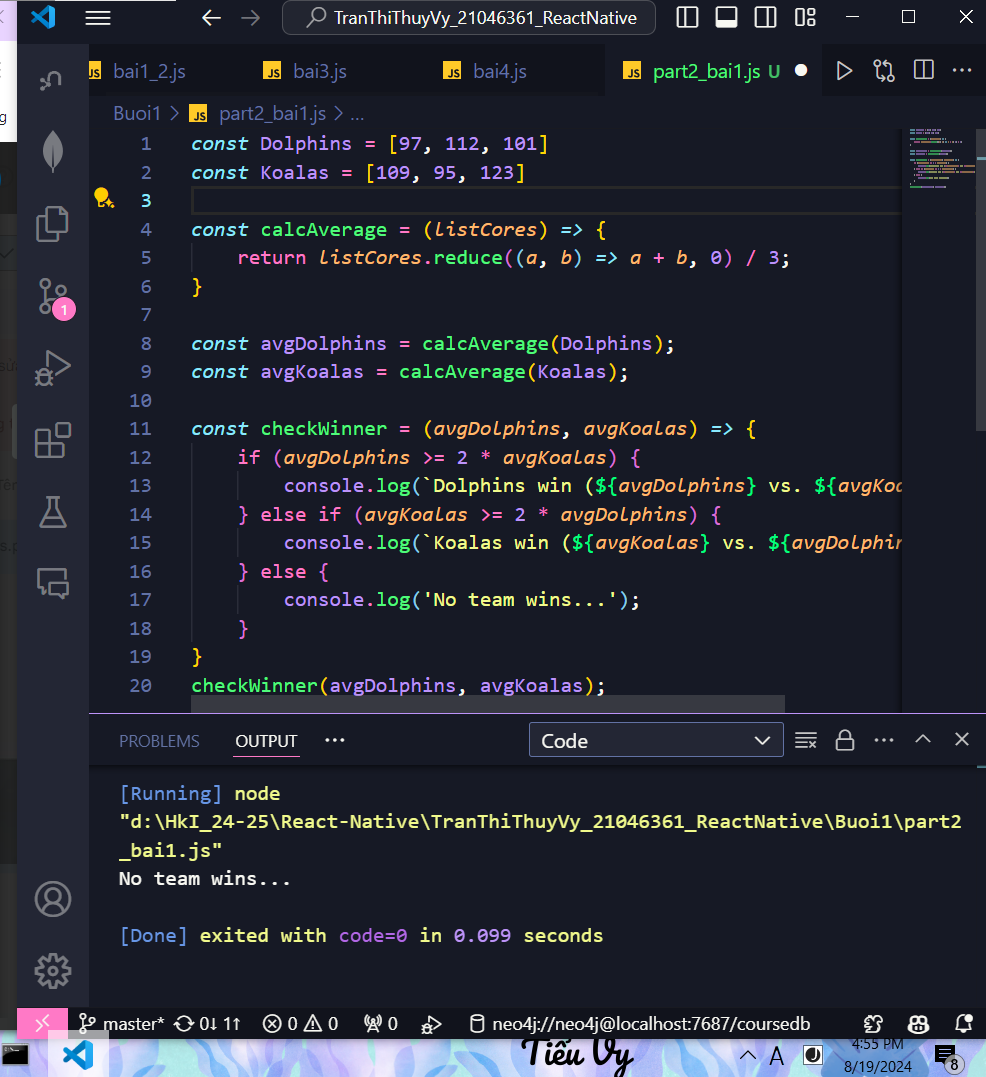 TranThiThuyVy_21046361_ReactNative
JS bai1_2.js JS bai3.js JS bai4.js JS part2_bai1.js U
Buoi1 > JS part2_bai1.js > ...
1 const Dolphins = [97, 112, 101]
2 const Koalas = [109, 95, 123]
3
4 const calcAverage = (listCores) => {
5 return listCores.reduce((a, b) => a + b, 0) / 3;
6 }
7
8 const avgDolphins = calcAverage(Dolphins);
9 const avgKoalas = calcAverage(Koalas);
10
11 const checkWinner = (avgDolphins, avgKoalas) => {
12 if (avgDolphins >= 2 * avgKoalas) {
13 console.log(`Dolphins win (${avgDolphins} vs. ${avgKoa
14 } else if (avgKoalas >= 2 * avgDolphins) {
15 console.log(`Koalas win (${avgKoalas} vs. ${avgDolphin
16 } else {
17 console.log('No team wins...');
18 }
19 }
20 checkWinner(avgDolphins, avgKoalas);
1
PROBLEMS OUTPUT ... Code
[Running] node
"d:\HkI_24-25\React-Native\TranThiThuyVy_21046361_ReactNative\Buoi1\part2
_bai1.js"
No team wins...
[Done] exited with code=0 in 0.099 seconds
master* 0↓ 1↑ 0 0 0 neo4j://neo4j@localhost:7687/coursedb
Tiểu Vy A 4:55 PM
8/19/2024 8